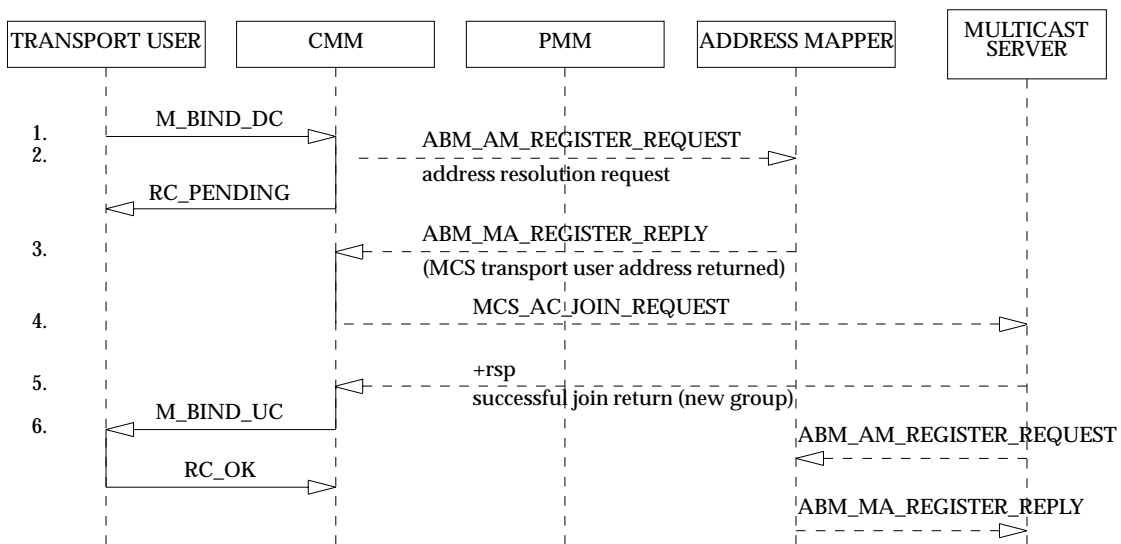 TRANSPORT USER
CMM
PMM
ADDRESS MAPPER
MULTICAST
SERVER
M_BIND_DC
1.
ABM_AM_REGISTER_REQUEST
2.
address resolution request
RC_PENDING
ABM_MA_REGISTER_REPLY
3.
(MCS transport user address returned)
MCS_AC_JOIN_REQUEST
4.
+rsp
5.
successful join return (new group)
M_BIND_UC
6.
ABM_AM_REGISTER_REQUEST
RC_OK
ABM_MA_REGISTER_REPLY